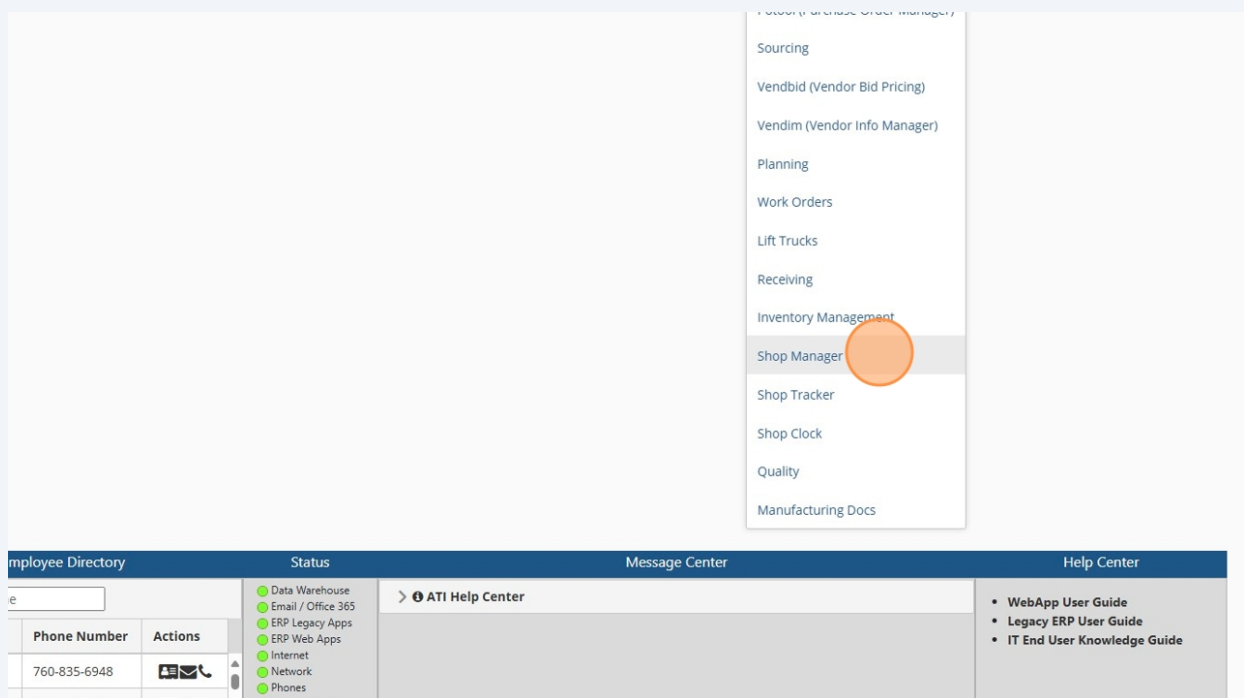 Sourcing
Vendbid (Vendor Bid Pricing)
Vendim (Vendor Info Manager)
Planning
Work Orders
Lift Trucks
Receiving
Inventory Management
Shop Manager
Shop Tracker
Shop Clock
Quality
Manufacturing Docs
mployee Directory
Phone Number Actions
760-835-6948
Status
Data Warehouse
Email / Office 365
ERP Legacy Apps
ERP Web Apps
Internet
Network
Phones
Message Center
ATI Help Center
Help Center
• WebApp User Guide
• Legacy ERP User Guide
• IT End User Knowledge Guide